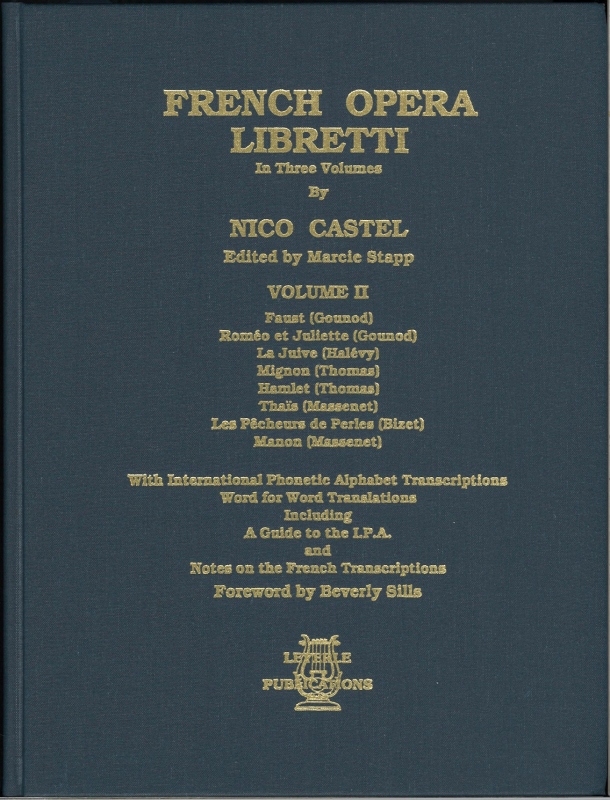 FRENCH OPERA
LIBRETTI
In Three Volumes
By
NICO CASTEL
Edited by Marcie Stapp
VOLUME II
Faust (Gounod)
Roméo et Juliette (Gounod)
La Juive (Halévy)
Mignon (Thomas)
Hamlet (Thomas)
Thaïs (Massenet)
Les Pêcheurs de Perles (Bizet)
Manon (Massenet)
With International Phonetic Alphabet Transcriptions
Word for Word Translations
Including
A Guide to the I.P.A.
and
Notes on the French Transcriptions
Foreword by Beverly Sills
LEYERLE
PUBLICATIONS